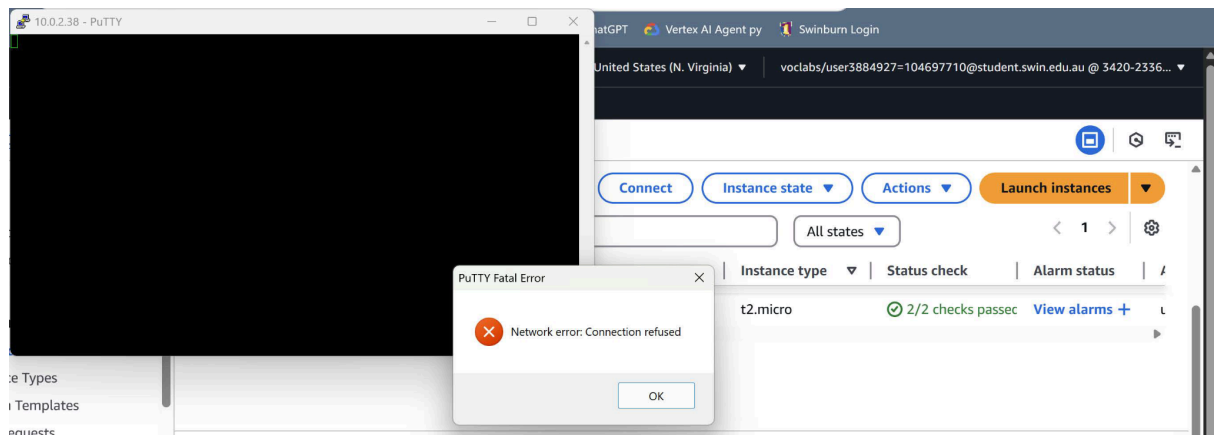 10.0.2.38 - PuTTY
hatGPT Vertex AI Agent py Swinburn Login
United States (N. Virginia) voclabs/user3884927=104697710@student.swin.edu.au @ 3420-2336...
Connect Instance state Actions Launch instances
All states 1
Instance type Status check Alarm status
t2.micro 2/2 checks passec View alarms +
PuTTY Fatal Error
Network error: Connection refused
OK
ce Types
Templates
equests